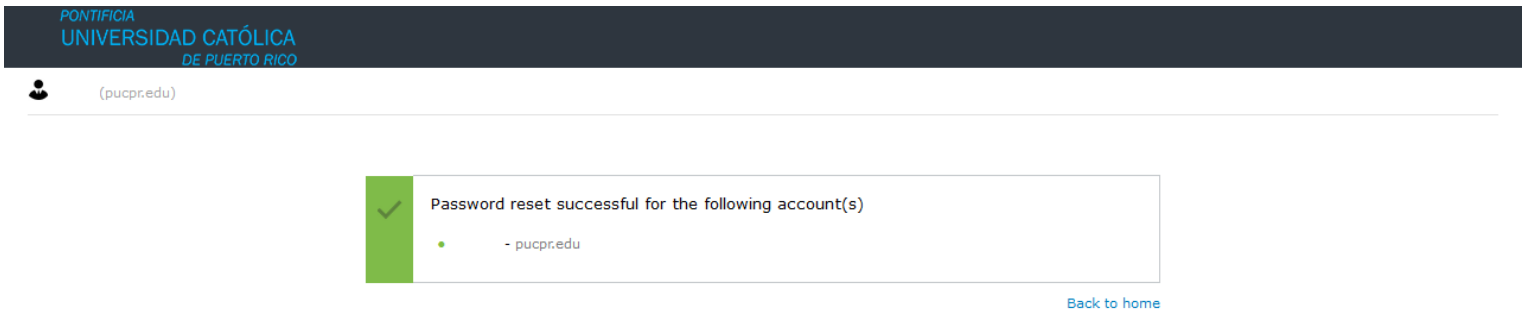 PONTIFICIA
UNIVERSIDAD CATÓLICA
DE PUERTO RICO
(pucpr.edu)
Password reset successful for the following account(s)
- pucpr.edu
Back to home